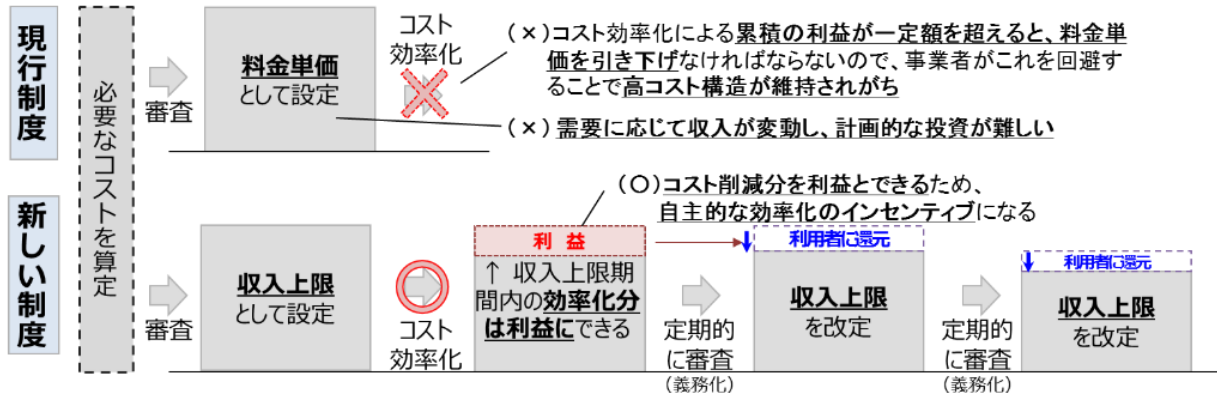 現行制度
必要なコストを算定
審査
料金単価
として設定
コスト
効率化
(×)コスト効率化による累積の利益が一定額を超えると、料金単
価を引き下げなければならないので、事業者がこれを回避す
ることで高コスト構造が維持されがち
(×)需要に応じて収入が変動し、計画的な投資が難しい
新しい制度
審査
収入上限
として設定
コスト
効率化
(○)コスト削減分を利益とできるため、
自主的な効率化のインセンティブになる
利益
↑ 収入上限期
間内の効率化分
は利益にできる
定期的
に審査
(義務化)
利用者に還元
収入上限
を改定
定期的
に審査
(義務化)
利用者に還元
収入上限
を改定